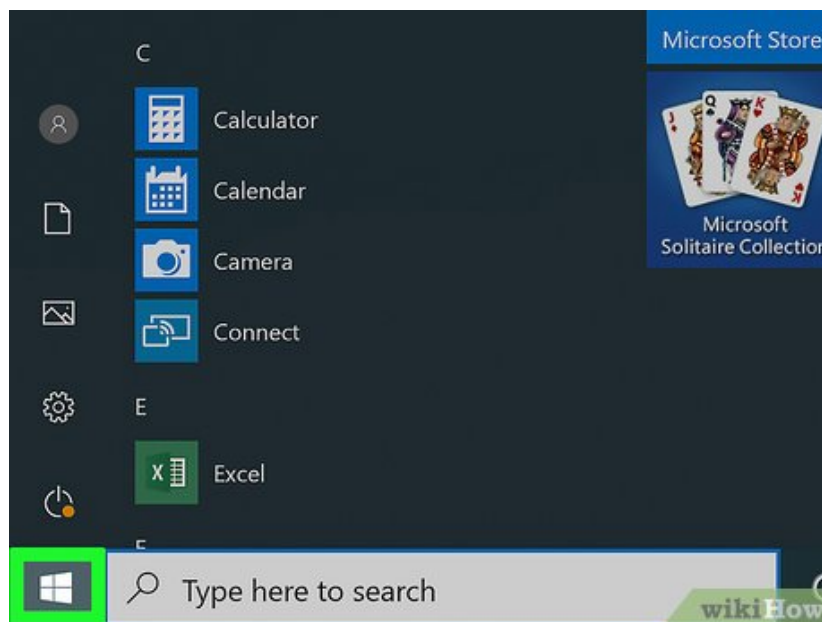 C
Calculator
Calendar
Camera
Connect
E
Excel
Microsoft Store
J Q K
K
Microsoft
Solitaire Collection
Type here to search
wikiHow